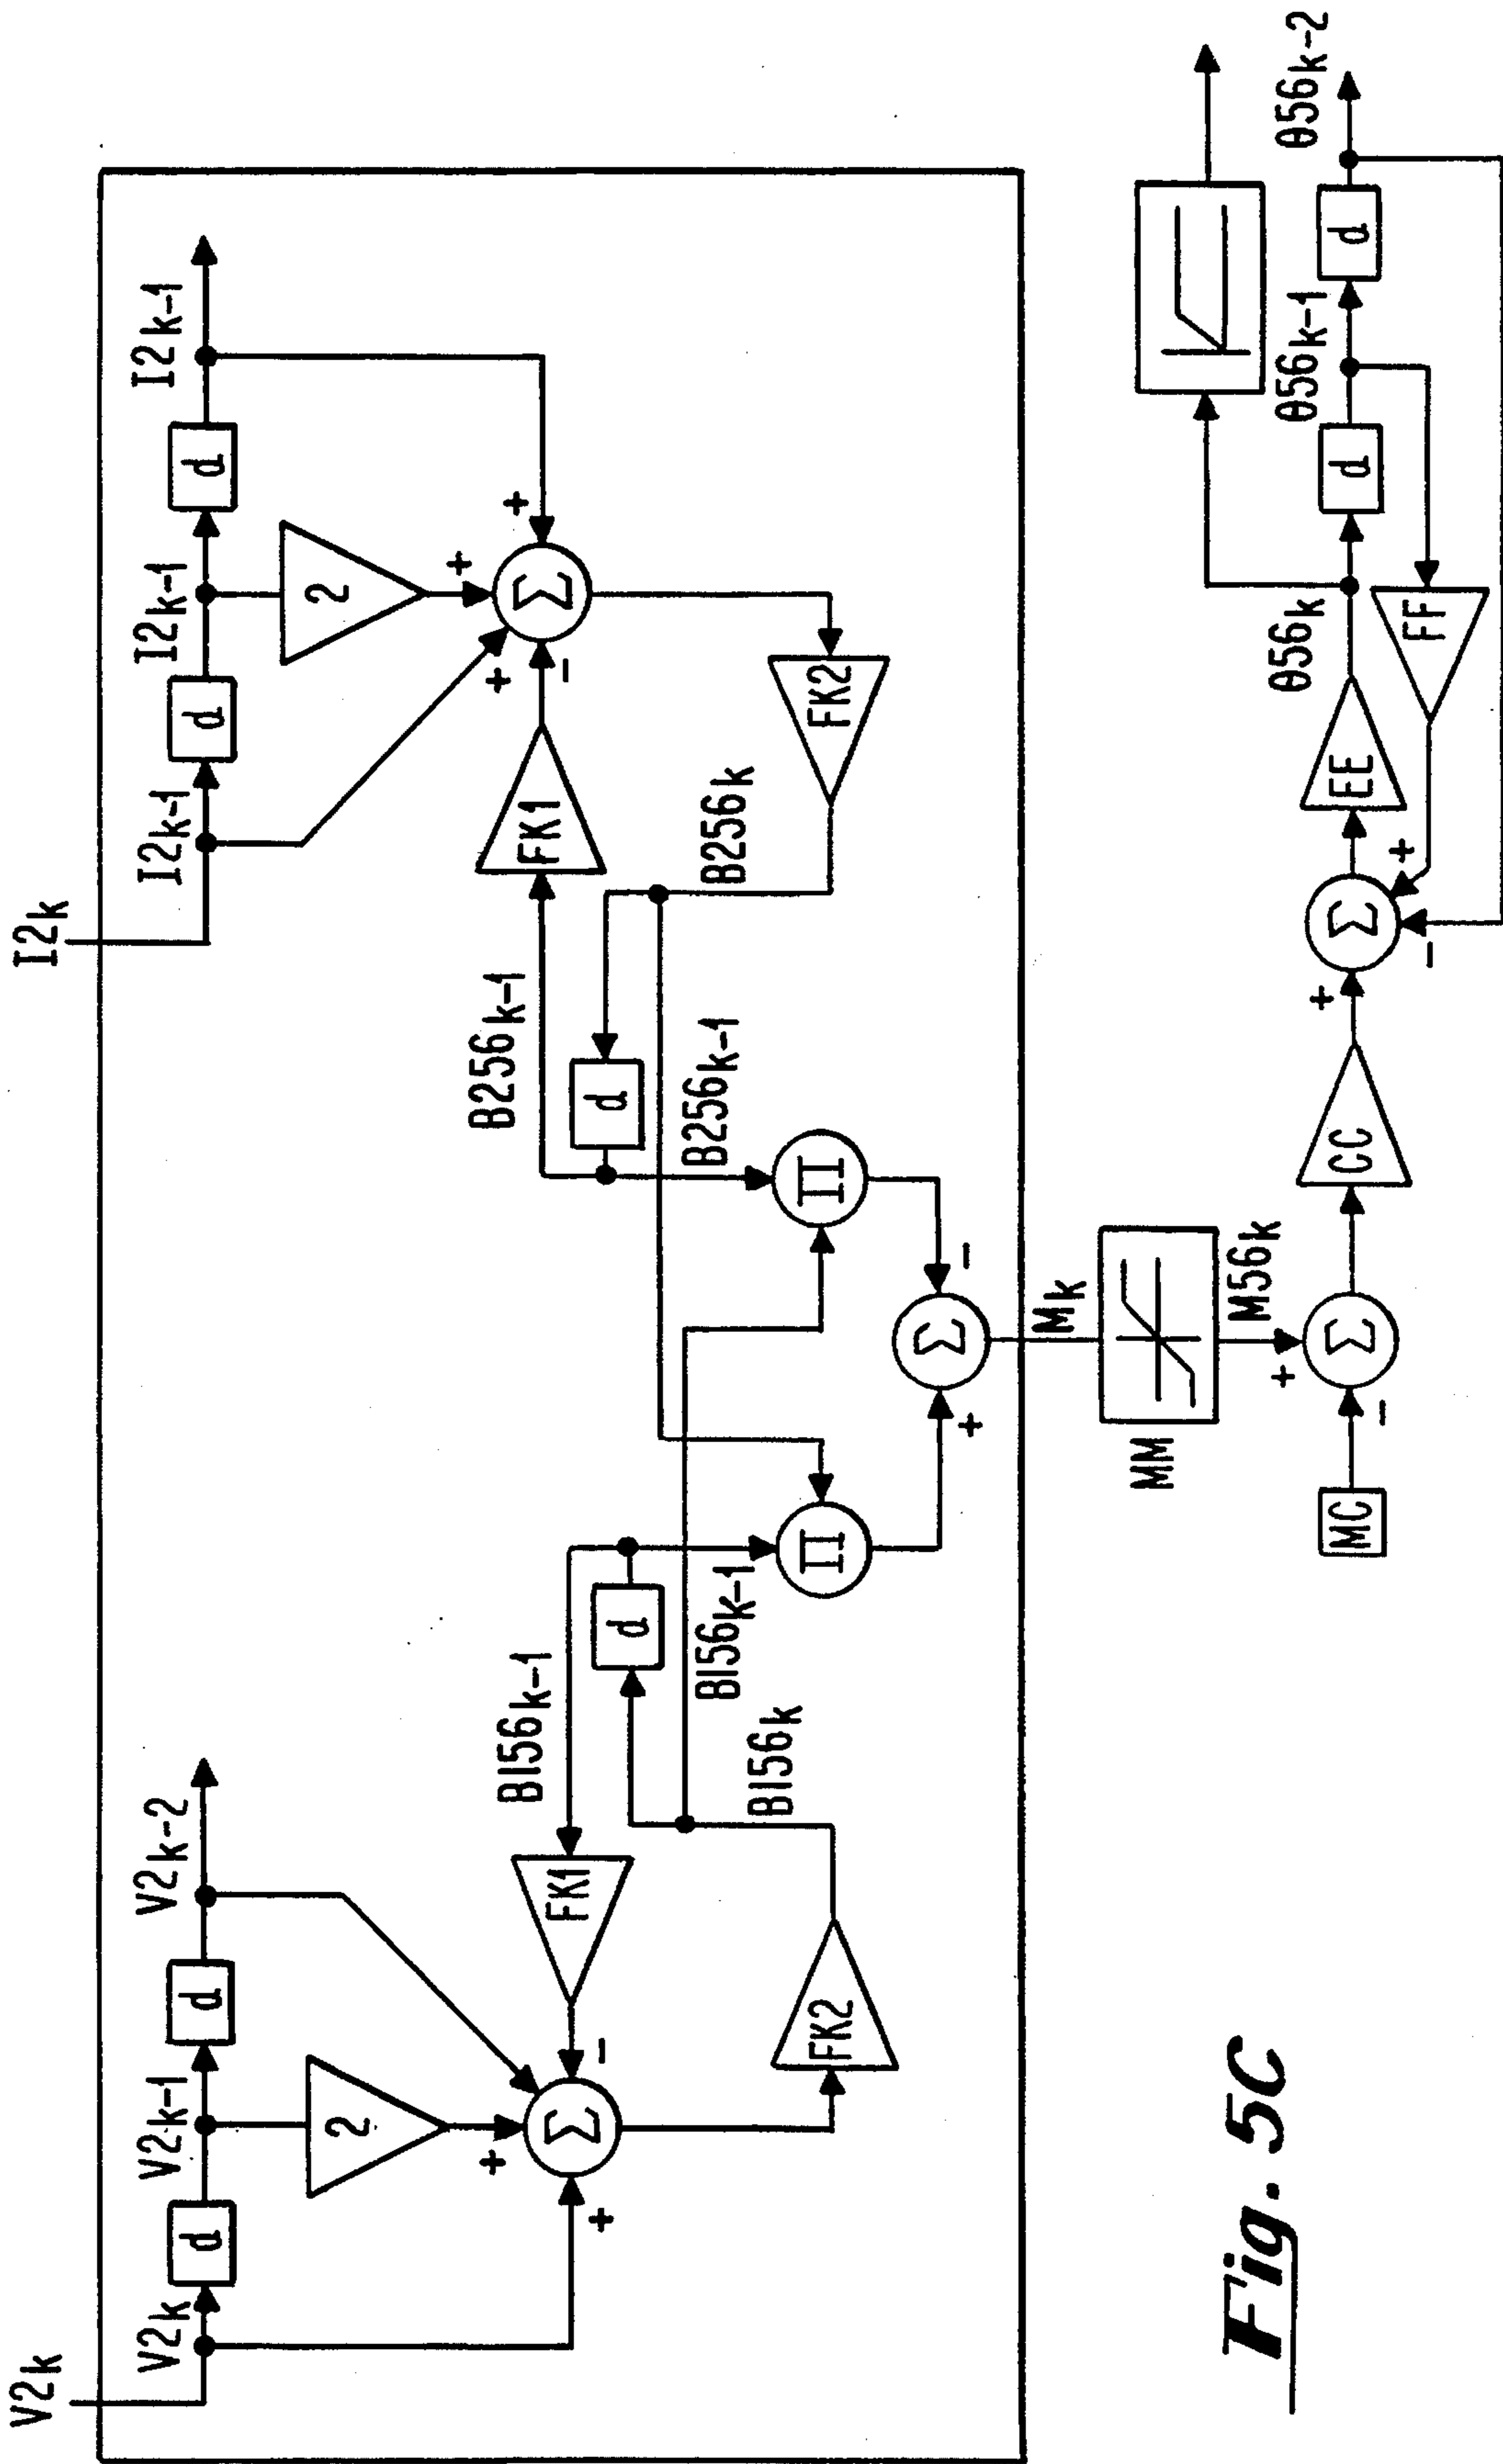 V2k
I2k
V2k
V2k-1
V2k-2
I2k-1
I2k-1
I2k-1
d
d
d
d
2
2
Σ
Σ
+
+
-
+
+
+
-
FK1
FK1
FK2
FK2
BI56k-1
B256k-1
d
d
BI56k-1
B256k-1
BI56k
B256k
Π
Π
Σ
+
-
Mk
MM
M56k
MC
Σ
+
-
CC
Σ
+
+
-
EE
θ56k
d
θ56k-1
d
θ56k-2
FF
Fig. 5C